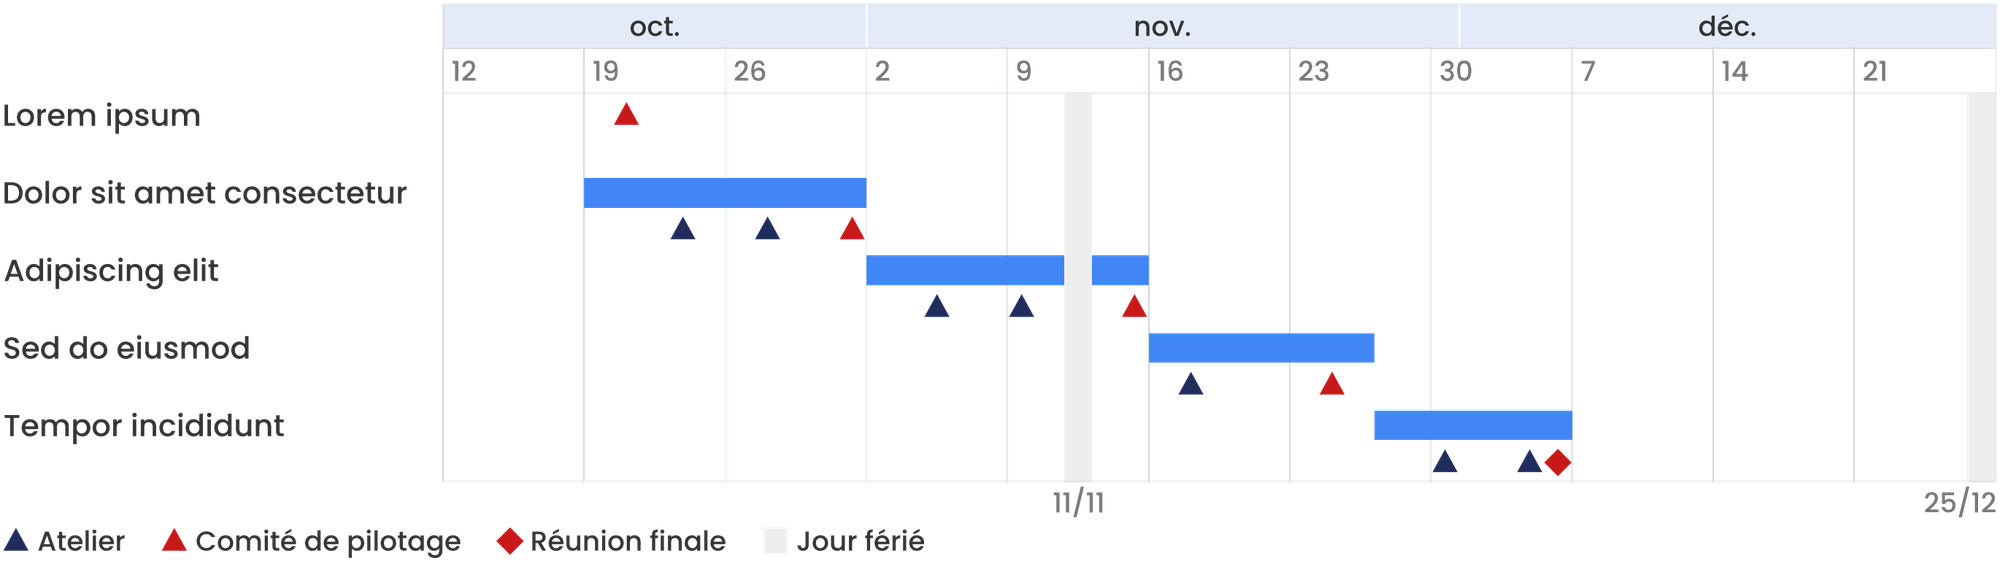 oct. nov. déc.
12 19 26 2 9 16 23 30 7 14 21
Lorem ipsum
Dolor sit amet consectetur
Adipiscing elit
Sed do eiusmod
Tempor incididunt
11/11 25/12
Atelier Comité de pilotage Réunion finale Jour férié